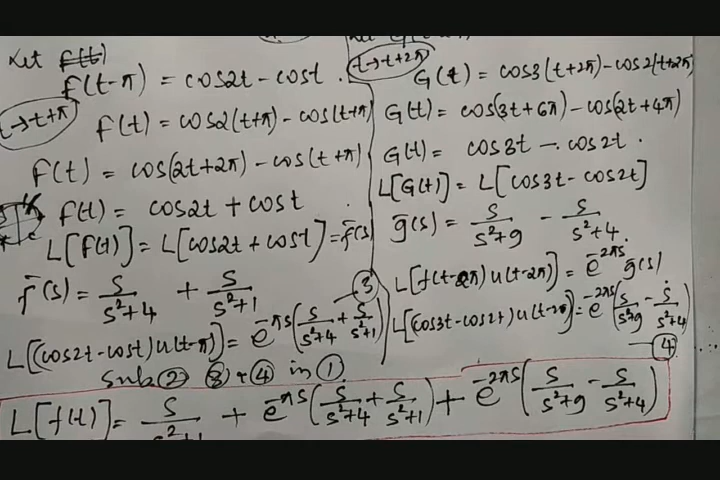 Let f(t)
f(t-π) = cos2t - cost.
t→t+π
f(t) = cos2(t+π) - cos(t+π)
f(t) = cos(2t+2π) - cos(t+π)
f(t) = cos2t + cost.
L[f(t)] = L[cos2t + cost] = f̄(s)
f̄(s) = s/(s²+4) + s/(s²+1)
L[(cos2t-cost)u(t-π)] = e^-πs (s/(s²+4) + s/(s²+1)) — ③
t→t+2π
G(t) = cos3(t+2π) - cos2(t+2π)
G(t) = cos(3t+6π) - cos(2t+4π)
G(t) = cos3t - cos2t.
L[G(t)] = L[cos3t - cos2t]
ḡ(s) = s/(s²+9) - s/(s²+4).
L[f(t-2π)u(t-2π)] = e^-2πs ḡ(s)
L[(cos3t-cos2t)u(t-2π)] = e^-2πs (s/(s²+9) - s/(s²+4)) — ④
Sub ② ③ & ④ in ①
L[f(t)] = s/(s²+1) + e^-πs (s/(s²+4) + s/(s²+1)) + e^-2πs (s/(s²+9) - s/(s²+4))